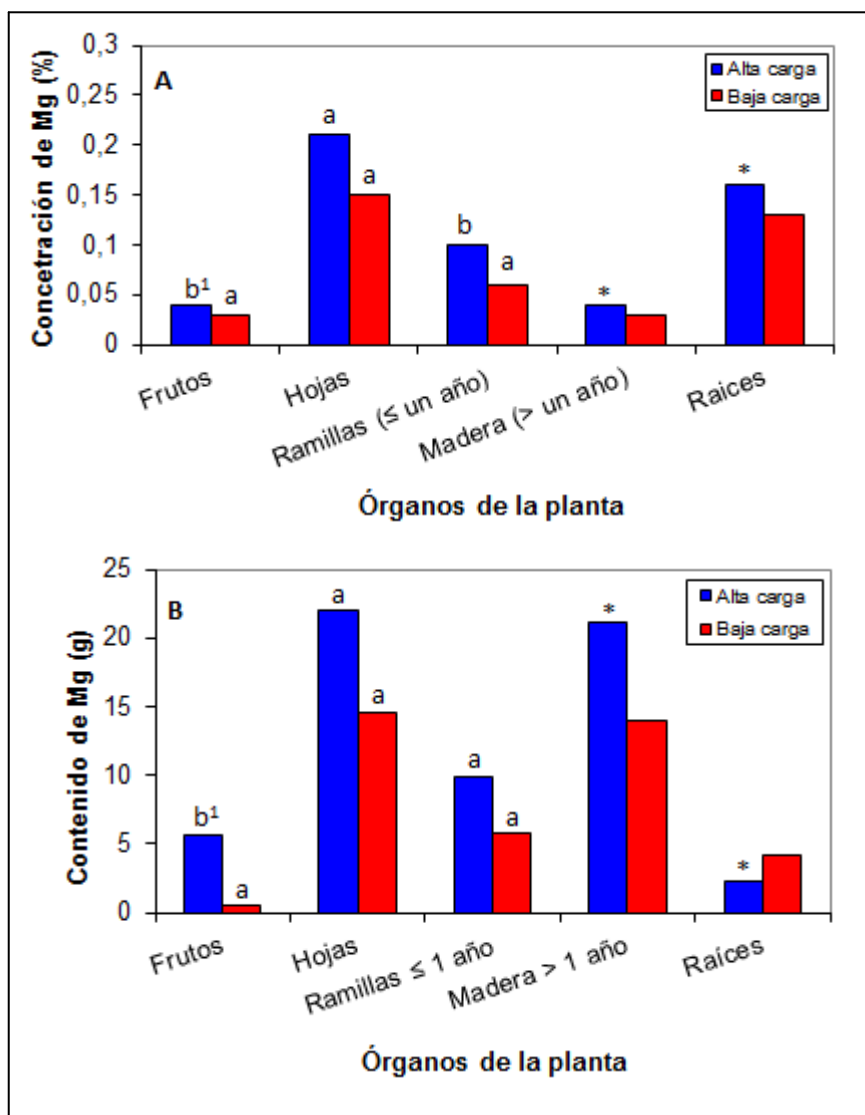 A
Alta carga
Baja carga
Concetración de Mg (%)
0,3
0,25
0,2
0,15
0,1
0,05
0
b¹ a
a a
b a
*
*
Frutos
Hojas
Ramillas (≤ un año)
Madera (> un año)
Raices
Órganos de la planta
B
Alta carga
Baja carga
Contenido de Mg (g)
25
20
15
10
5
0
b¹ a
a a
a a
*
*
Frutos
Hojas
Ramillas ≤ 1 año
Madera > 1 año
Raíces
Órganos de la planta